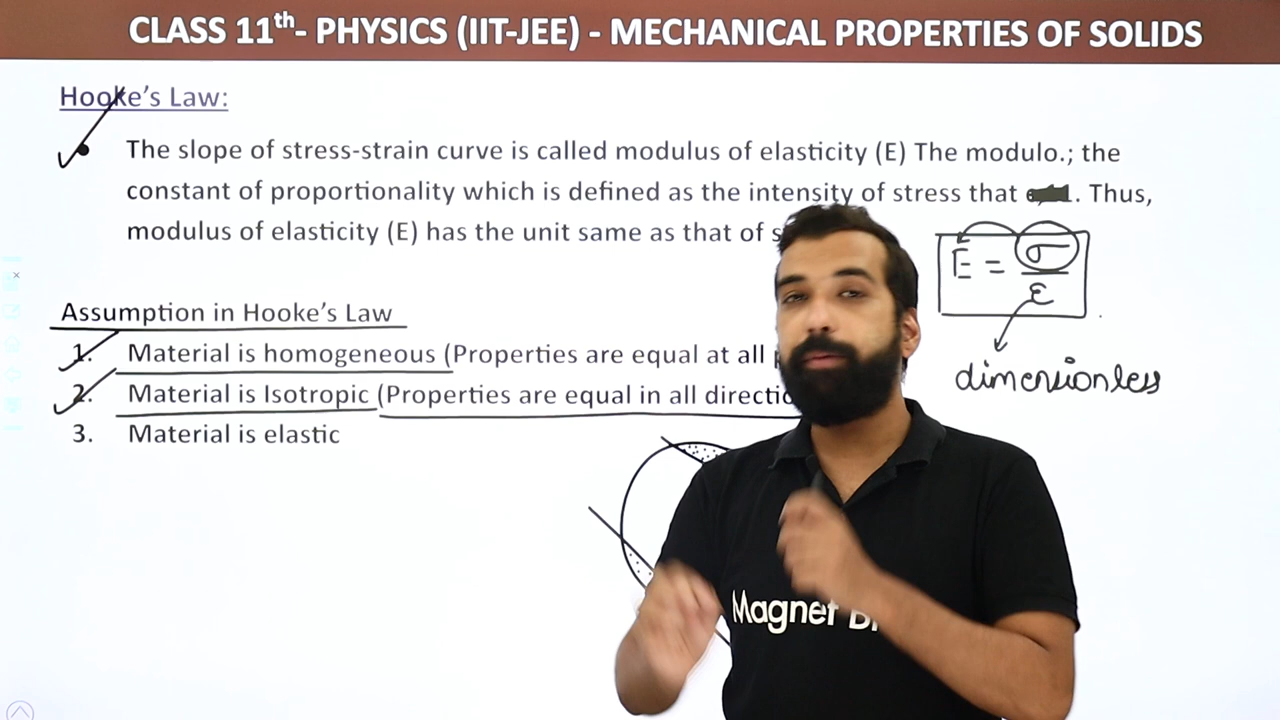 CLASS 11th- PHYSICS (IIT-JEE) - MECHANICAL PROPERTIES OF SOLIDS
Hooke's Law:
• The slope of stress-strain curve is called modulus of elasticity (E) The modulo.; the
constant of proportionality which is defined as the intensity of stress that . Thus,
modulus of elasticity (E) has the unit same as that of
E = σ/ε
dimensionless
Assumption in Hooke's Law
1. Material is homogeneous (Properties are equal at all
2. Material is Isotropic (Properties are equal in all
3. Material is elastic
Magnet